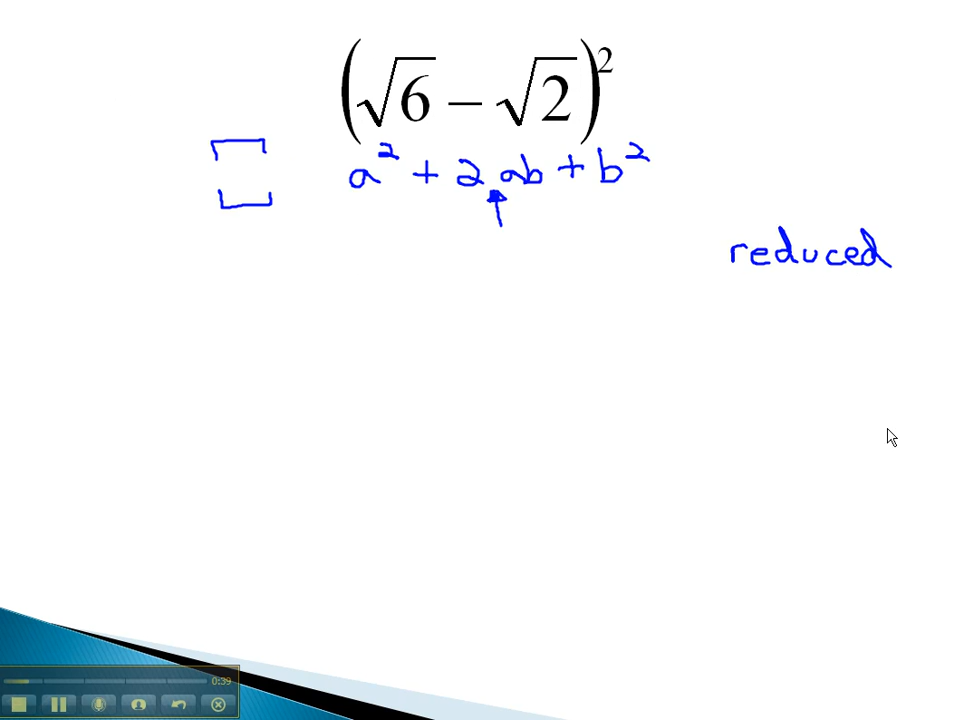 (√6 − √2)²
a² + 2ab + b²
reduced
0:39